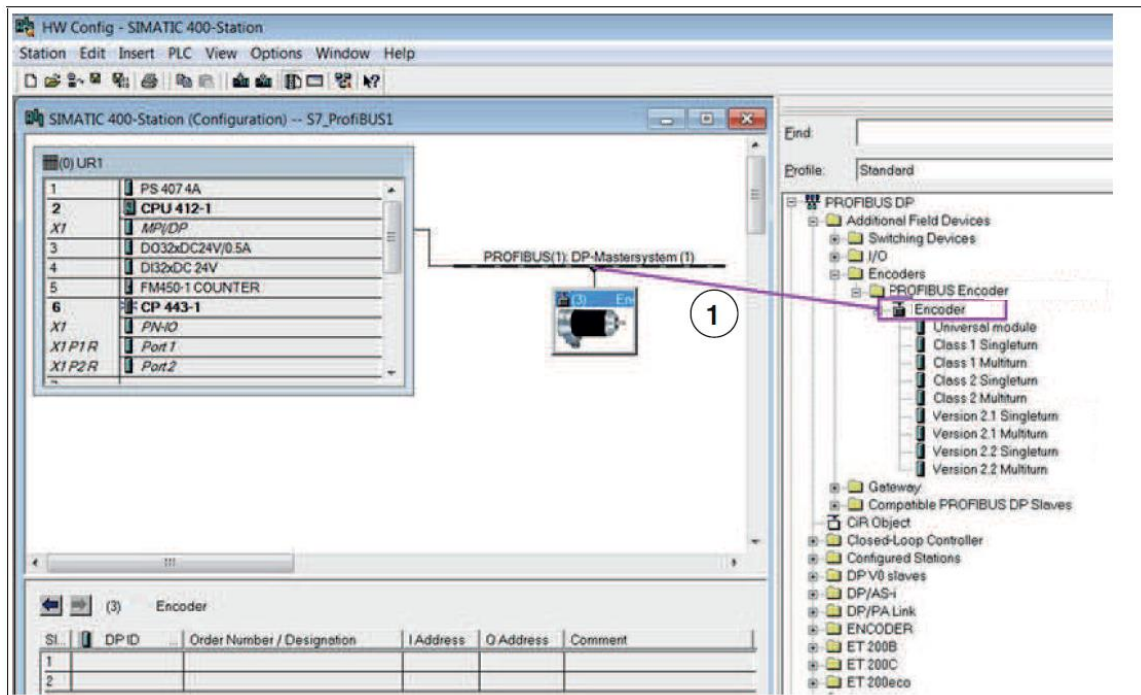 HW Config - SIMATIC 400-Station
Station Edit Insert PLC View Options Window Help
SIMATIC 400-Station (Configuration) -- S7_ProfiBUS1
(0) UR1
1 PS 407 4A
2 CPU 412-1
X1 MPI/DP
3 DO32xDC24V/0.5A
4 DI32xDC 24V
5 FM450-1 COUNTER
6 CP 443-1
X1 PN-IO
X1 P1 R Port 1
X1 P2 R Port 2
PROFIBUS(1): DP-Mastersystem (1)
(3) En
1
Find:
Profile: Standard
PROFIBUS DP
Additional Field Devices
Switching Devices
I/O
Encoders
PROFIBUS Encoder
Encoder
Universal module
Class 1 Singleturn
Class 1 Multiturn
Class 2 Singleturn
Class 2 Multiturn
Version 2.1 Singleturn
Version 2.1 Multiturn
Version 2.2 Singleturn
Version 2.2 Multiturn
Gateway
Compatible PROFIBUS DP Slaves
CiR Object
Closed-Loop Controller
Configured Stations
DP V0 slaves
DP/AS-i
DP/PA Link
ENCODER
ET 200B
ET 200C
ET 200eco
(3) Encoder
Sl... DP ID ... Order Number / Designation I Address Q Address Comment
1
2